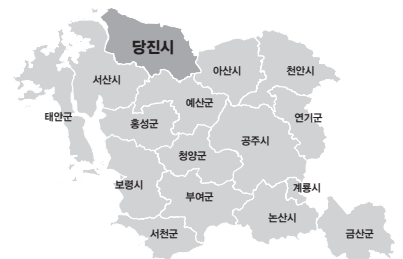 당진시
아산시
천안시
서산시
예산군
태안군
홍성군
연기군
공주시
청양군
보령시
계룡시
부여군
논산시
서천군
금산군